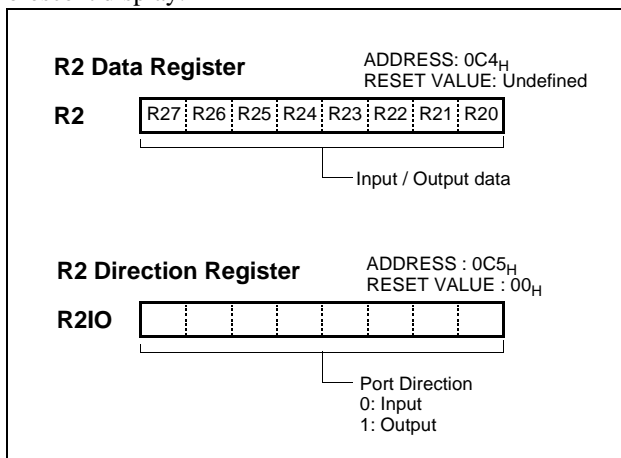 R2 Data Register
ADDRESS: 0C4H
RESET VALUE: Undefined
R2
R27 R26 R25 R24 R23 R22 R21 R20
Input / Output data
R2 Direction Register
ADDRESS : 0C5H
RESET VALUE : 00H
R2IO
Port Direction
0: Input
1: Output